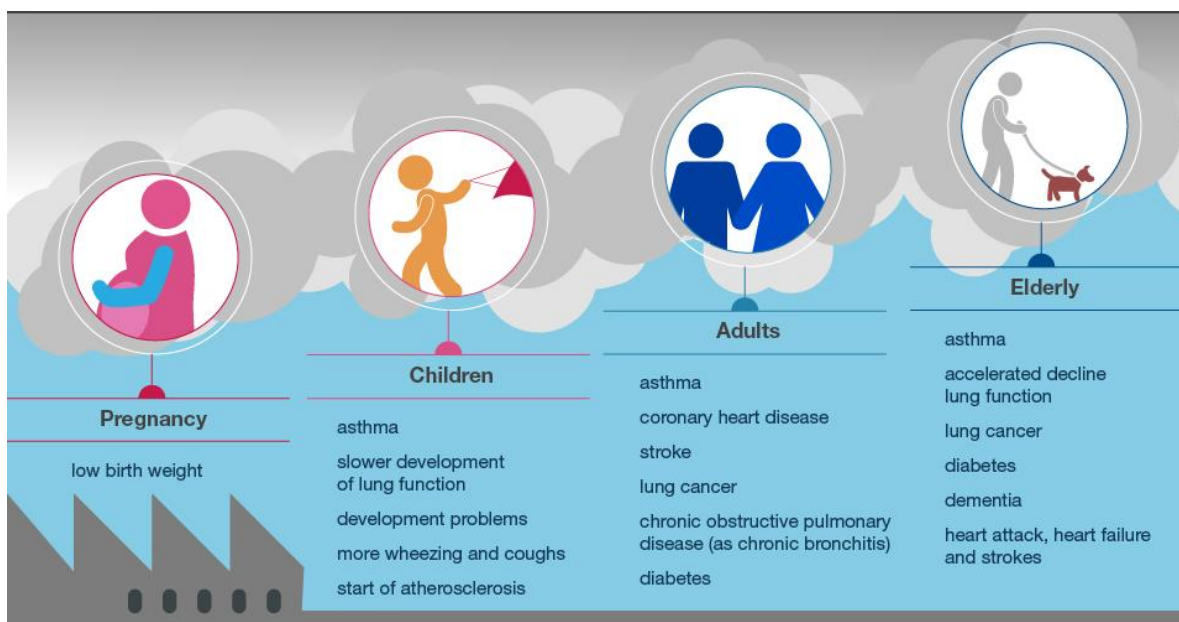 Pregnancy
low birth weight
Children
asthma
slower development
of lung function
development problems
more wheezing and coughs
start of atherosclerosis
Adults
asthma
coronary heart disease
stroke
lung cancer
chronic obstructive pulmonary
disease (as chronic bronchitis)
diabetes
Elderly
asthma
accelerated decline
lung function
lung cancer
diabetes
dementia
heart attack, heart failure
and strokes